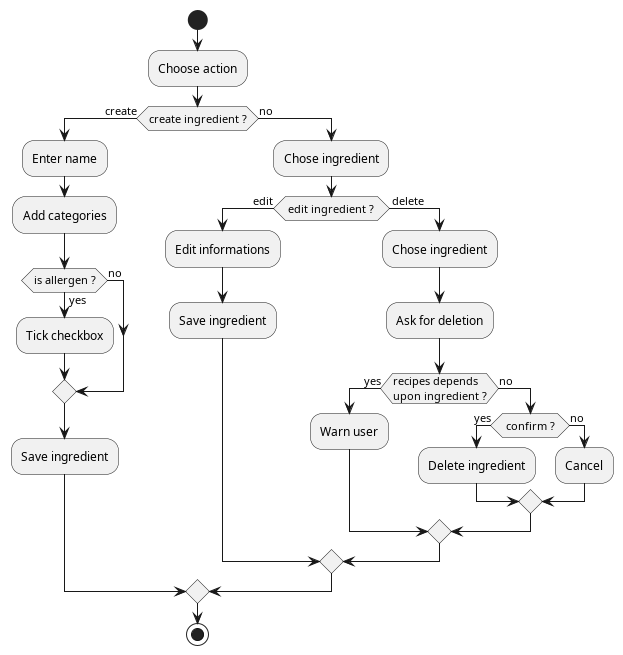 Choose action
create
create ingredient ?
no
Enter name
Chose ingredient
edit
edit ingredient ?
delete
Add categories
Edit informations
Chose ingredient
is allergen ?
no
yes
Tick checkbox
Save ingredient
Ask for deletion
yes
recipes depends
upon ingredient ?
no
Warn user
yes
confirm ?
no
Save ingredient
Delete ingredient
Cancel